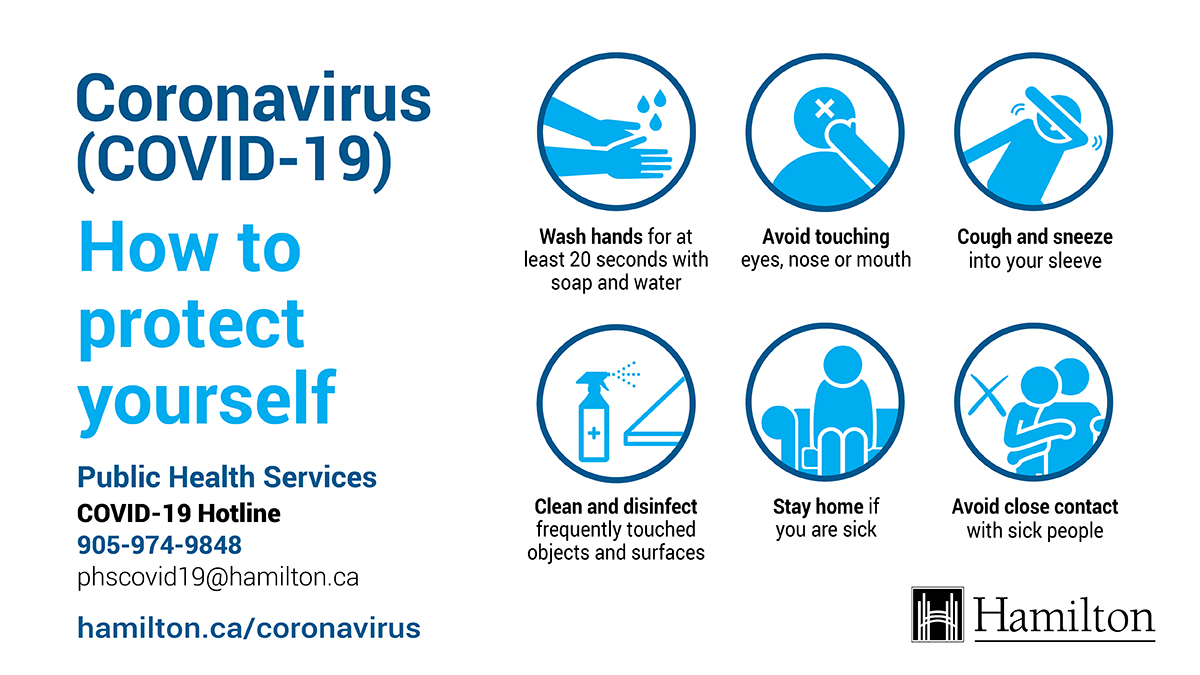 Coronavirus
(COVID-19)
How to
protect
yourself
Public Health Services
COVID-19 Hotline
905-974-9848
phscovid19@hamilton.ca
hamilton.ca/coronavirus
Wash hands for at
least 20 seconds with
soap and water
Avoid touching
eyes, nose or mouth
Cough and sneeze
into your sleeve
Clean and disinfect
frequently touched
objects and surfaces
Stay home if
you are sick
Avoid close contact
with sick people
Hamilton